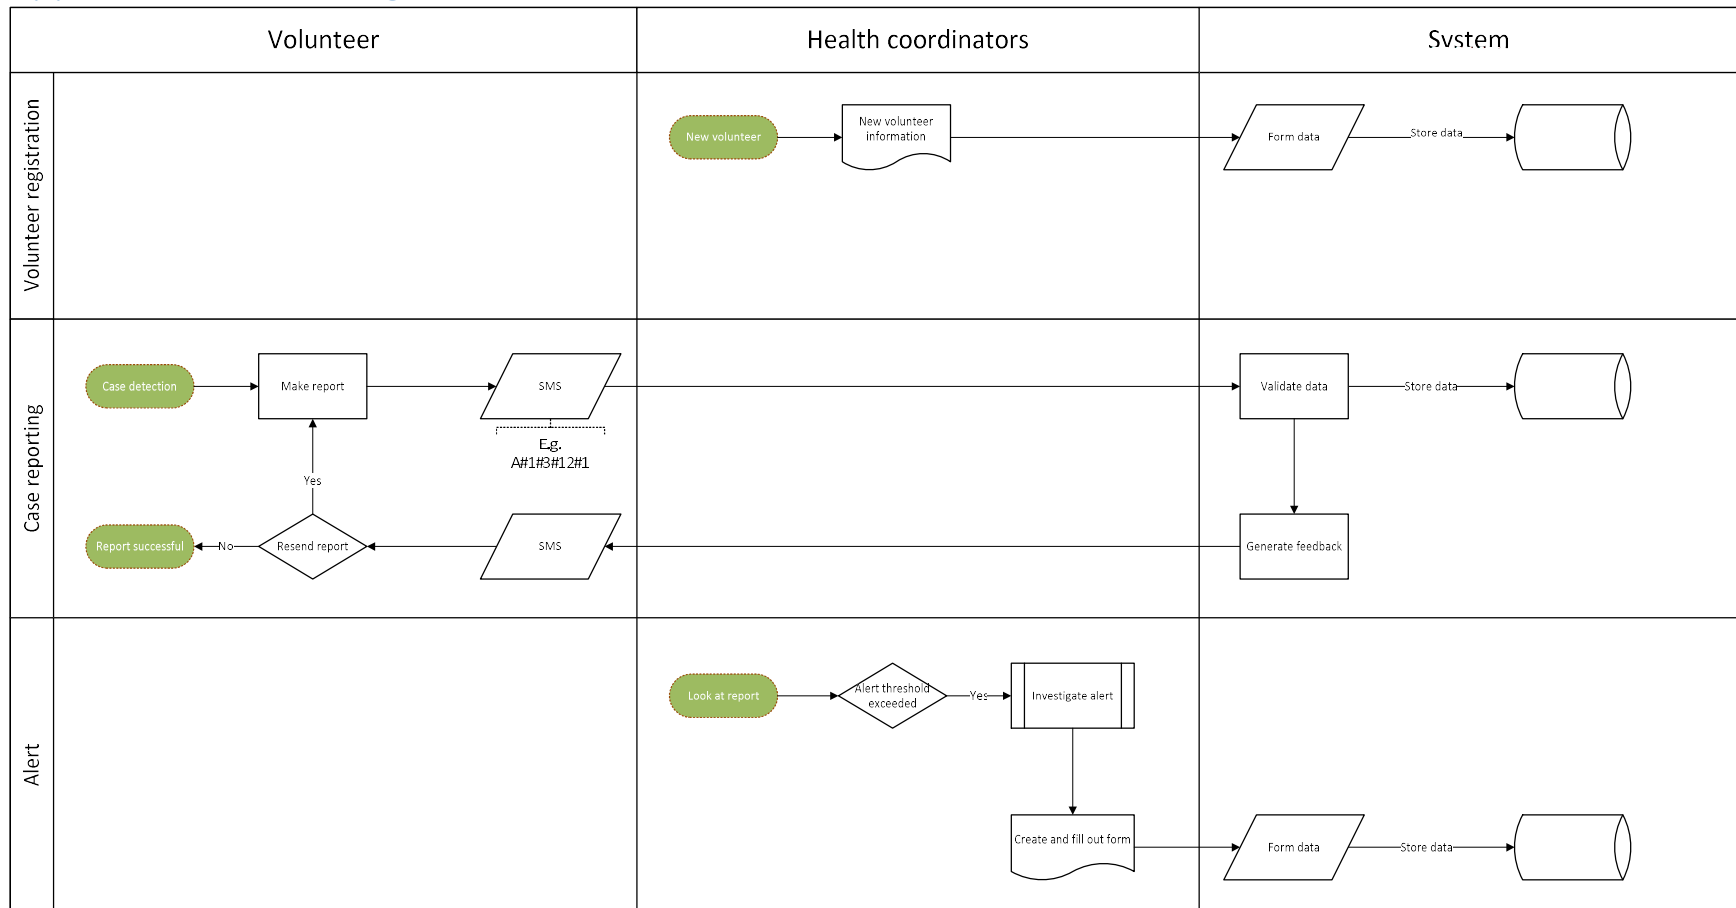 Volunteer
Health coordinators
System
Volunteer registration
New volunteer
New volunteer
information
Form data
Store data
Case reporting
Case detection
Make report
SMS
E.g.
A#1#3#12#1
Validate data
Store data
Yes
Report successful
No
Resend report
SMS
Generate feedback
Alert
Look at report
Alert threshold
exceeded
Yes
Investigate alert
Create and fill out form
Form data
Store data